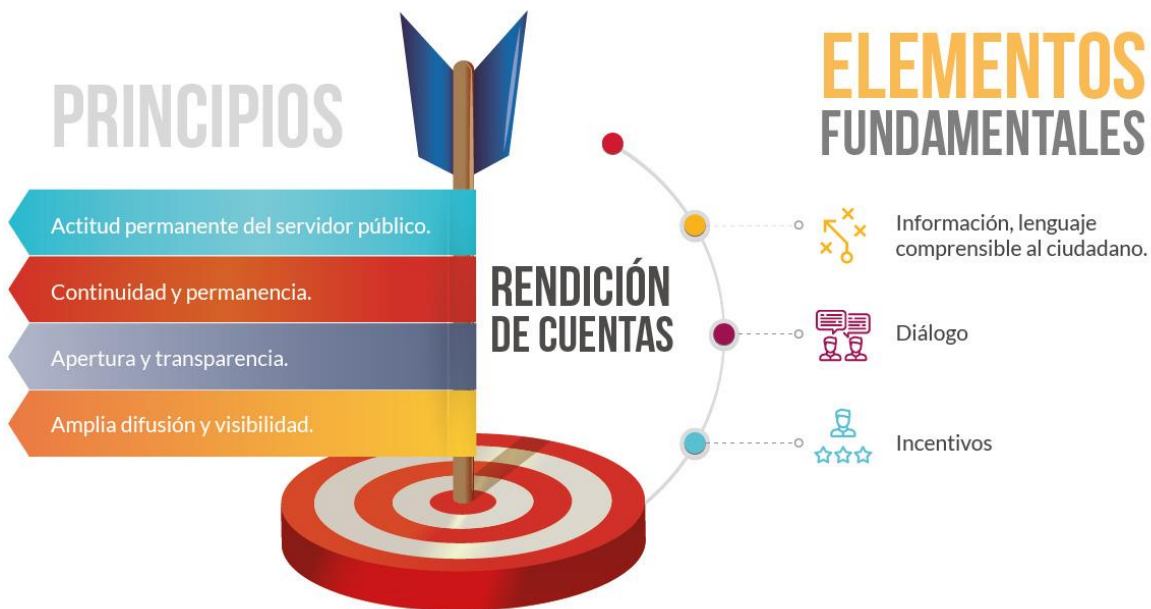 PRINCIPIOS
Actitud permanente del servidor público.
Continuidad y permanencia.
Apertura y transparencia.
Amplia difusión y visibilidad.
RENDICIÓN
DE CUENTAS
ELEMENTOS
FUNDAMENTALES
Información, lenguaje
comprensible al ciudadano.
Diálogo
Incentivos